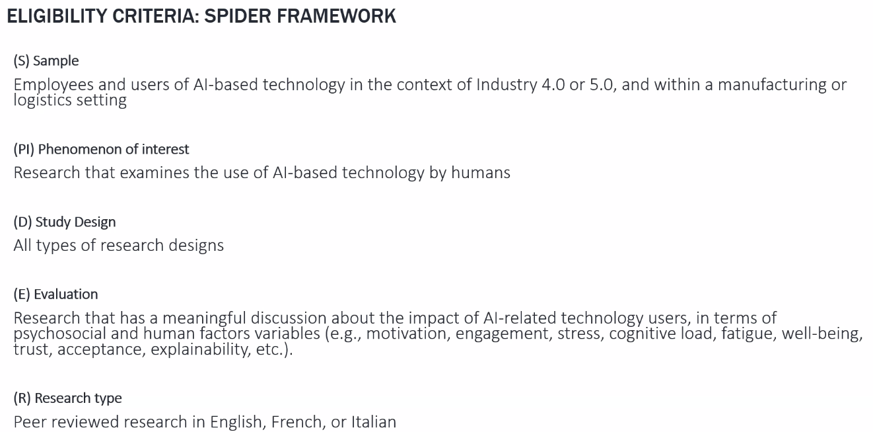 ELIGIBILITY CRITERIA: SPIDER FRAMEWORK
(S) Sample
Employees and users of AI-based technology in the context of Industry 4.0 or 5.0, and within a manufacturing or
logistics setting
(PI) Phenomenon of interest
Research that examines the use of AI-based technology by humans
(D) Study Design
All types of research designs
(E) Evaluation
Research that has a meaningful discussion about the impact of AI-related technology users, in terms of
psychosocial and human factors variables (e.g., motivation, engagement, stress, cognitive load, fatigue, well-being,
trust, acceptance, explainability, etc.).
(R) Research type
Peer reviewed research in English, French, or Italian